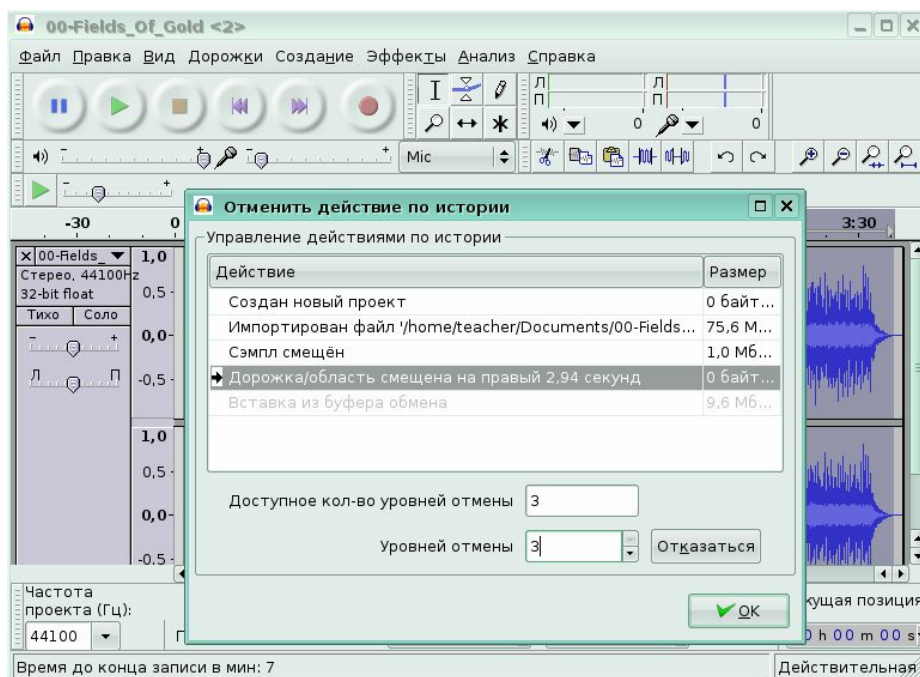 00-Fields_Of_Gold <2>
Файл Правка Вид Дорожки Создание Эффекты Анализ Справка
Л
П
Л
П
0
0
- + - + Mic
- +
-30 0 3:30
00-Fields_
Стерео, 44100Hz
32-bit float
Тихо Соло
- +
Л П
1,0
0,5
0,0
-0,5
1,0
0,5
0,0
-0.5
Отменить действие по истории
Управление действиями по истории
Действие Размер
Создан новый проект 0 байт...
Импортирован файл '/home/teacher/Documents/00-Fields... 75,6 М...
Сэмпл смещён 1,0 Мб...
Дорожка/область смещена на правый 2,94 секунд 0 байт...
Вставка из буфера обмена 9,6 Мб...
Доступное кол-во уровней отмены 3
Уровней отмены 3 Отказаться
OK
Частота
проекта (Гц):
44100
позиция
h 00 m 00 s
Время до конца записи в мин: 7
Действительная